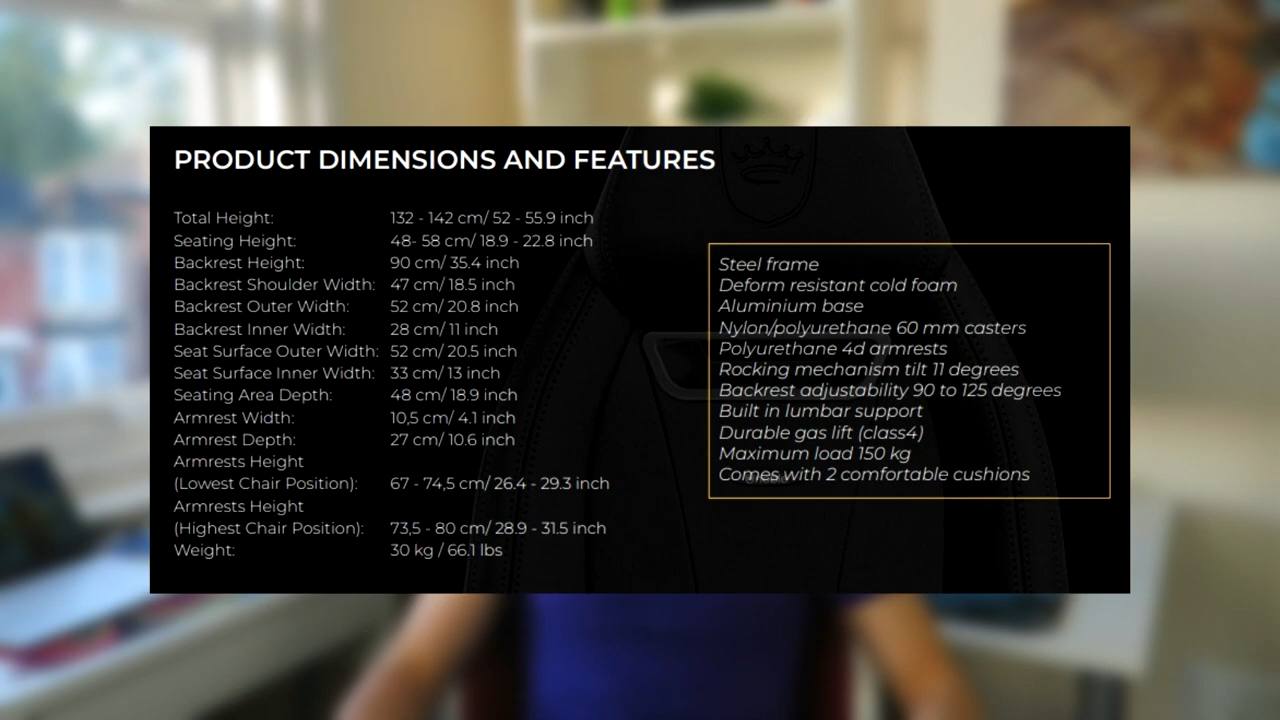 PRODUCT DIMENSIONS AND FEATURES
Total Height: 132 - 142 cm/ 52 - 55.9 inch
Seating Height: 48- 58 cm/ 18.9 - 22.8 inch
Backrest Height: 90 cm/ 35.4 inch
Backrest Shoulder Width: 47 cm/ 18.5 inch
Backrest Outer Width: 52 cm/ 20.8 inch
Backrest Inner Width: 28 cm/ 11 inch
Seat Surface Outer Width: 52 cm/ 20.5 inch
Seat Surface Inner Width: 33 cm/ 13 inch
Seating Area Depth: 48 cm/ 18.9 inch
Armrest Width: 10,5 cm/ 4.1 inch
Armrest Depth: 27 cm/ 10.6 inch
Armrests Height
(Lowest Chair Position): 67 - 74,5 cm/ 26.4 - 29.3 inch
Armrests Height
(Highest Chair Position): 73,5 - 80 cm/ 28.9 - 31.5 inch
Weight: 30 kg / 66.1 lbs
Steel frame
Deform resistant cold foam
Aluminium base
Nylon/polyurethane 60 mm casters
Polyurethane 4d armrests
Rocking mechanism tilt 11 degrees
Backrest adjustability 90 to 125 degrees
Built in lumbar support
Durable gas lift (class4)
Maximum load 150 kg
Comes with 2 comfortable cushions